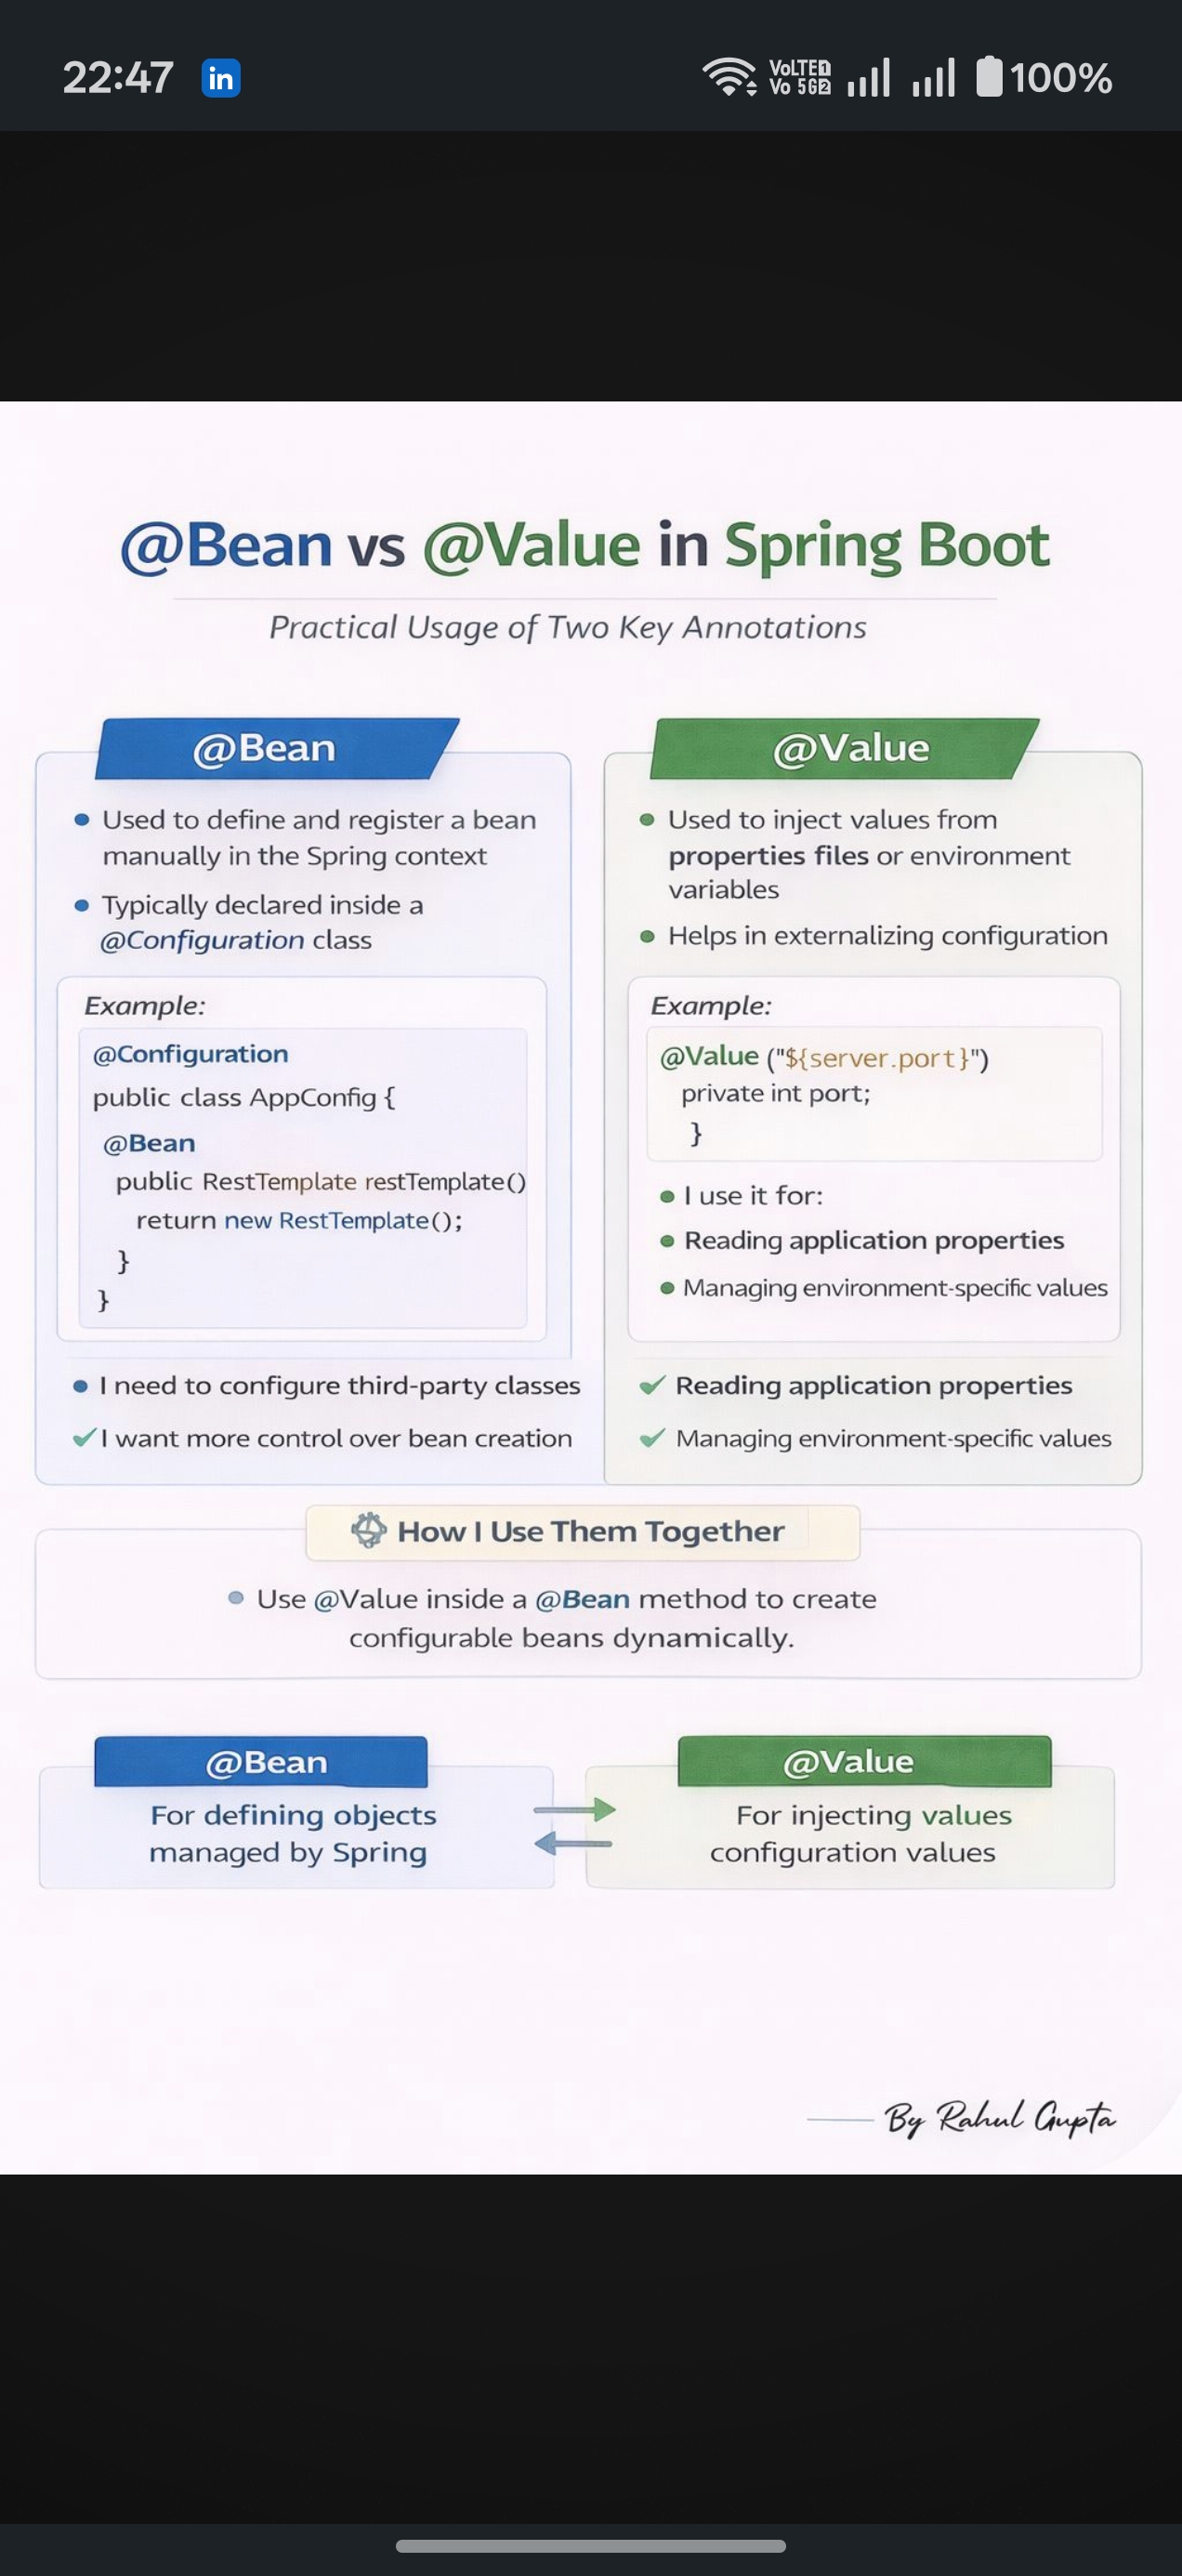 22:47
in
VoLTE1
Vo 5G2
100%
@Bean vs @Value in Spring Boot
Practical Usage of Two Key Annotations
@Bean
• Used to define and register a bean
manually in the Spring context
• Typically declared inside a
@Configuration class
Example:
@Configuration
public class AppConfig {
@Bean
public RestTemplate restTemplate()
return new RestTemplate();
}
}
• I need to configure third-party classes
✓ I want more control over bean creation
@Value
• Used to inject values from
properties files or environment
variables
• Helps in externalizing configuration
Example:
@Value ("${server.port}")
private int port;
}
• I use it for:
• Reading application properties
• Managing environment-specific values
✓ Reading application properties
✓ Managing environment-specific values
How I Use Them Together
• Use @Value inside a @Bean method to create
configurable beans dynamically.
@Bean
For defining objects
managed by Spring
@Value
For injecting values
configuration values
By Rahul Gupta